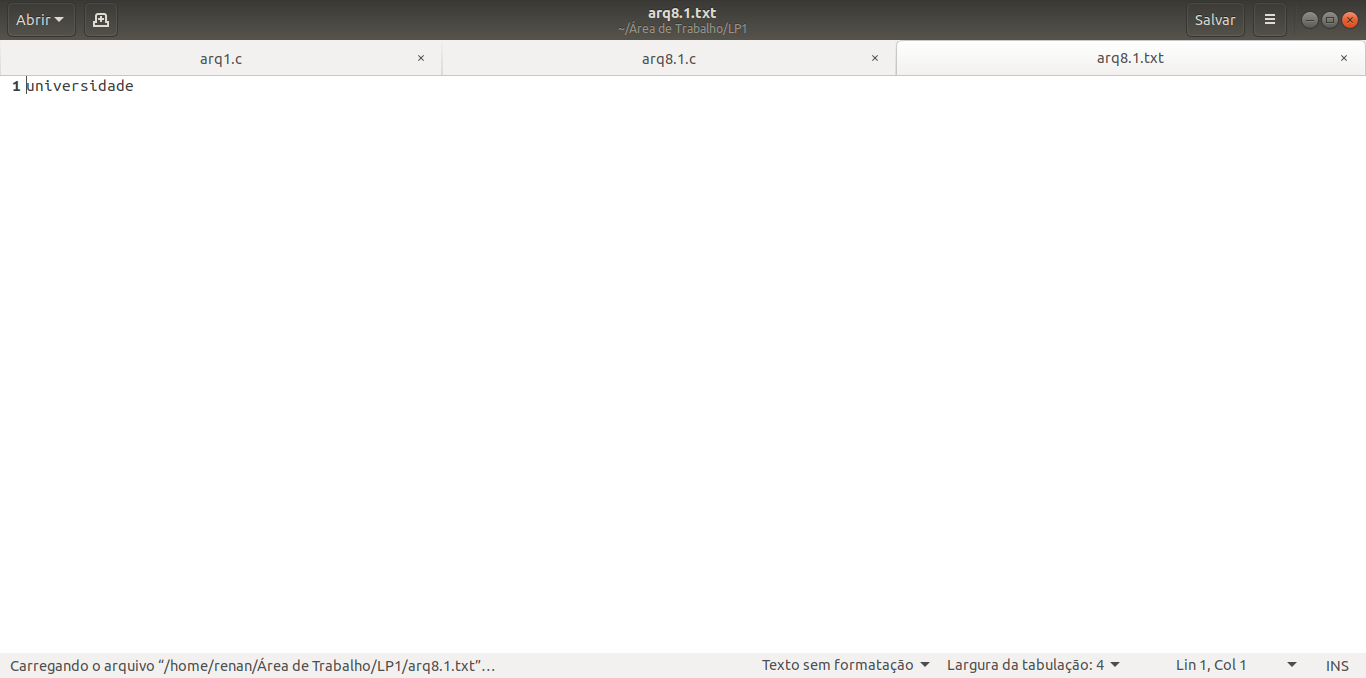 Abrir
arq8.1.txt
~/Área de Trabalho/LP1
Salvar
arq1.c × arq8.1.c × arq8.1.txt ×
1 universidade
Carregando o arquivo “/home/renan/Área de Trabalho/LP1/arq8.1.txt”… Texto sem formatação Largura da tabulação: 4 Lin 1, Col 1 INS